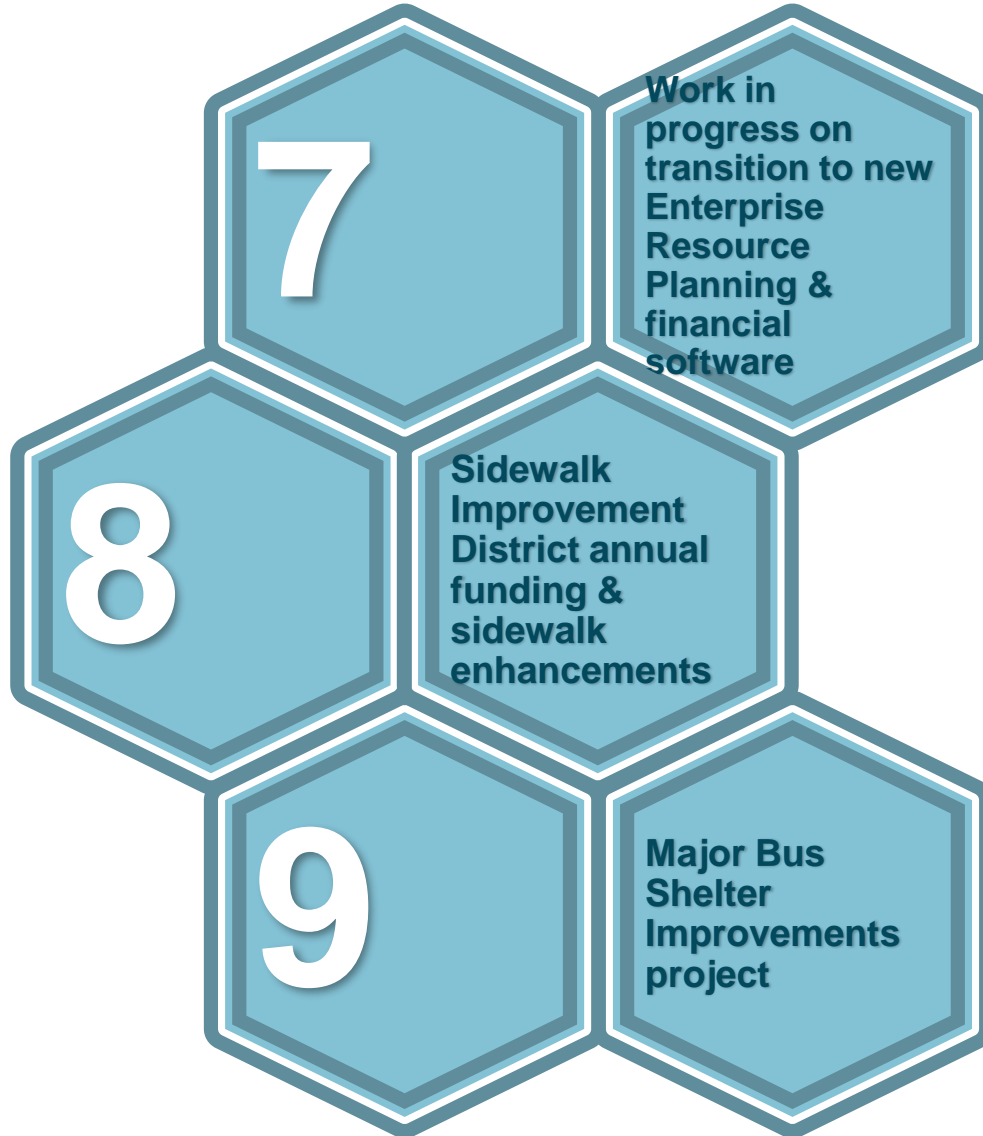 7
Work in
progress on
transition to new
Enterprise
Resource
Planning &
financial
software
8
Sidewalk
Improvement
District annual
funding &
sidewalk
enhancements
9
Major Bus
Shelter
Improvements
project